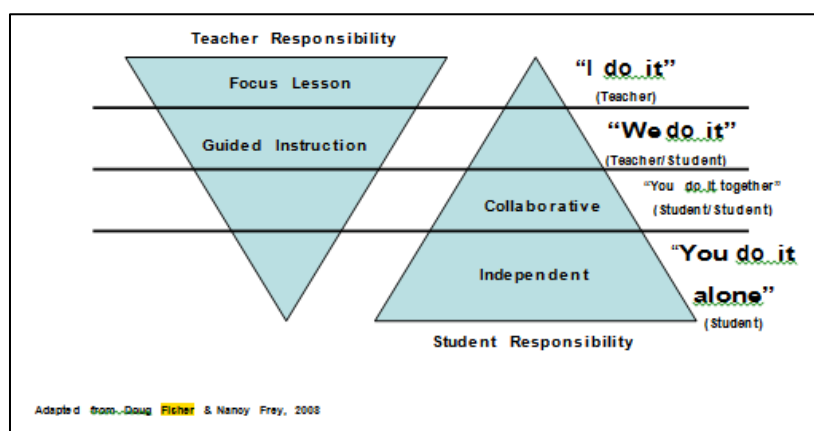 Teacher Responsibility
Focus Lesson
"I do it"
(Teacher)
Guided Instruction
"We do it"
(Teacher/Student)
Collaborative
"You do it together"
(Student/Student)
Independent
"You do it
alone"
(Student)
Student Responsibility
Adapted from Doug Fisher & Nancy Frey, 2008